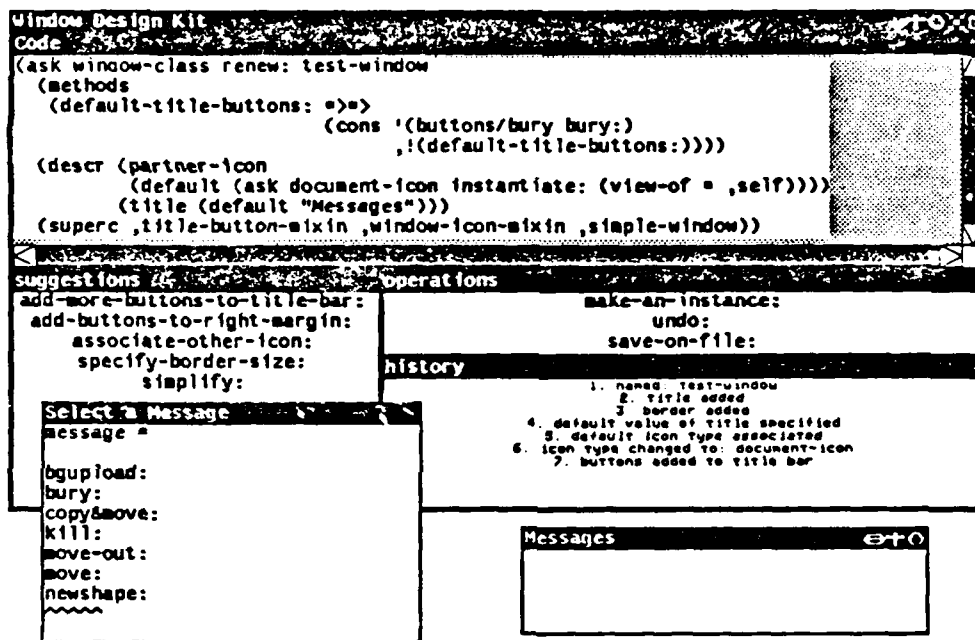 Window Design Kit
Code
(ask window-class renew: test-window
(methods
(default-title-buttons: =>=>
(cons '(buttons/bury bury:)
,!(default-title-buttons:))))
(descr (partner-icon
(default (ask document-icon instantiate: (view-of = ,self))))
(title (default "Messages")))
(superc ,title-button-mixin ,window-icon-mixin ,simple-window))
suggestions
add-more-buttons-to-title-bar:
add-buttons-to-right-margin:
associate-other-icon:
specify-border-size:
simplify:
operations
make-an-instance:
undo:
save-on-file:
history
1. named: test-window
2. title added
3. border added
4. default value of title specified
5. default icon type associated
6. icon type changed to: document-icon
7. buttons added to title bar
Select a Message
message =
bgupload:
bury:
copy&move:
kill:
move-out:
move:
newshape:
Messages